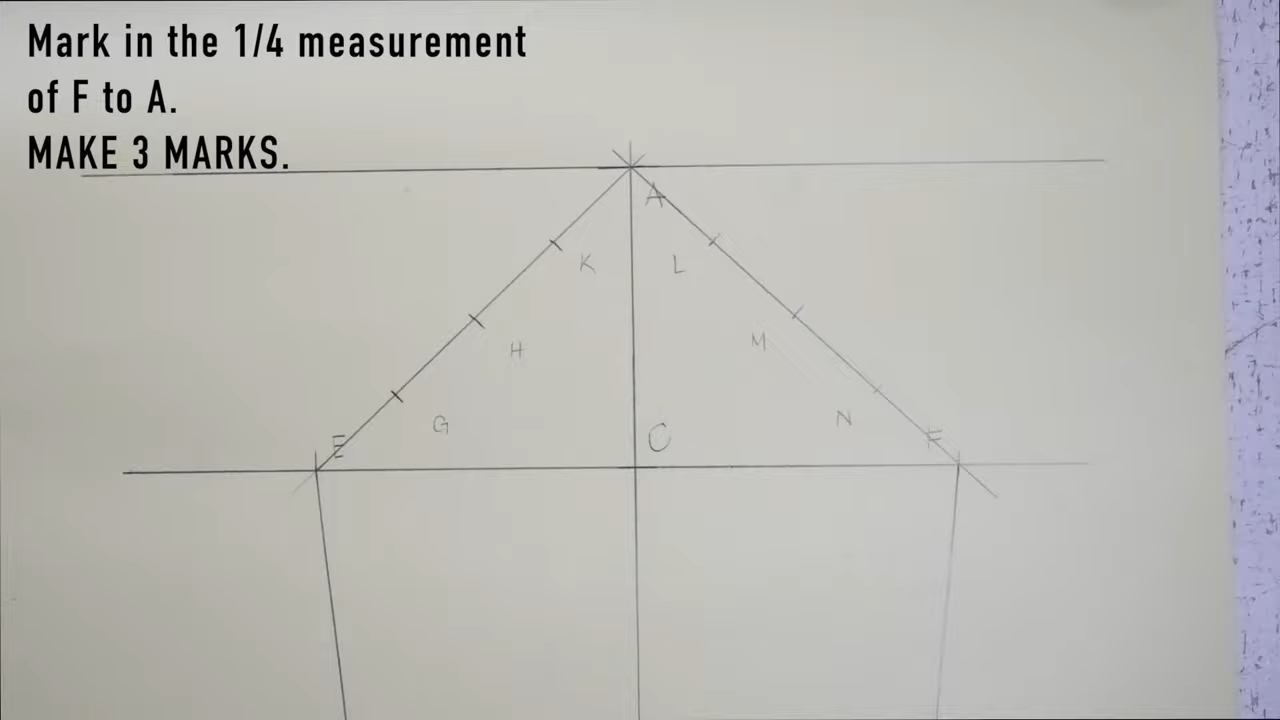 Mark in the 1/4 measurement
of F to A.
MAKE 3 MARKS.
A
K L
H M
G N
E C F